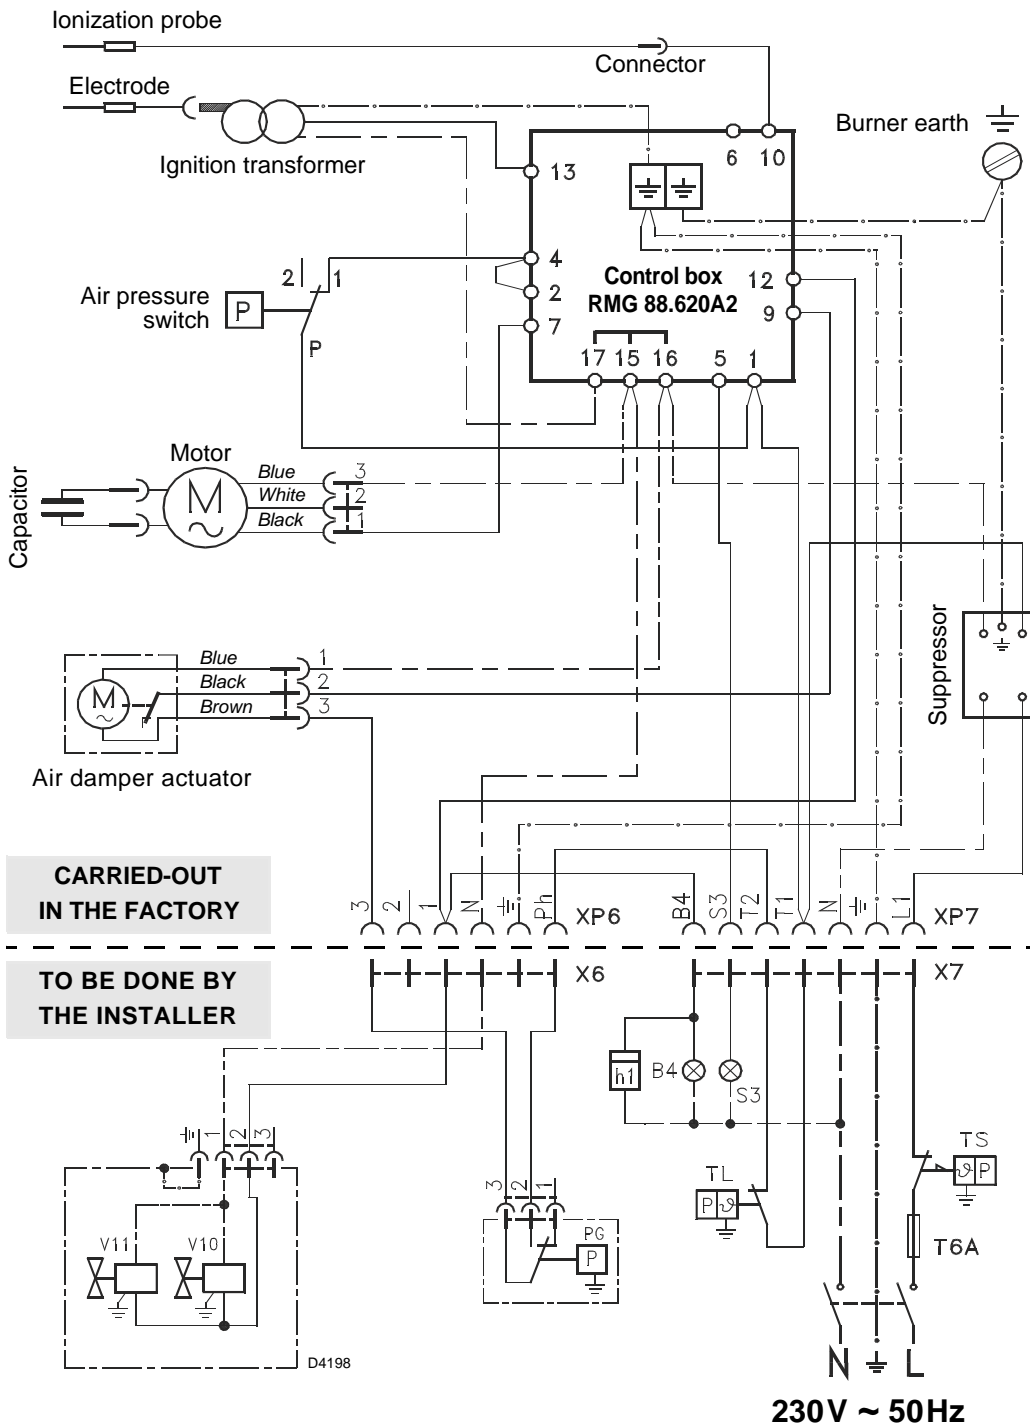 Ionization probe
Connector
Electrode
Ignition transformer
Burner earth
6 10
13
4
2
7
12
9
Control box
RMG 88.620A2
17 15 16 5 1
2 1
Air pressure
switch
P
P
Motor
M
Capacitor
Blue 3
White 2
Black 1
Suppressor
Blue 1
Black 2
Brown 3
M
Air damper actuator
CARRIED-OUT
IN THE FACTORY
3 2 1 N Ph XP6
B4 S3 T2 T1 N L1 XP7
TO BE DONE BY
THE INSTALLER
X6
X7
h1
B4
S3
1 2 3
3 2 1
TL
P ϑ
TS
ϑ P
PG
P
T6A
V11
V10
D4198
N L
230V ~ 50Hz